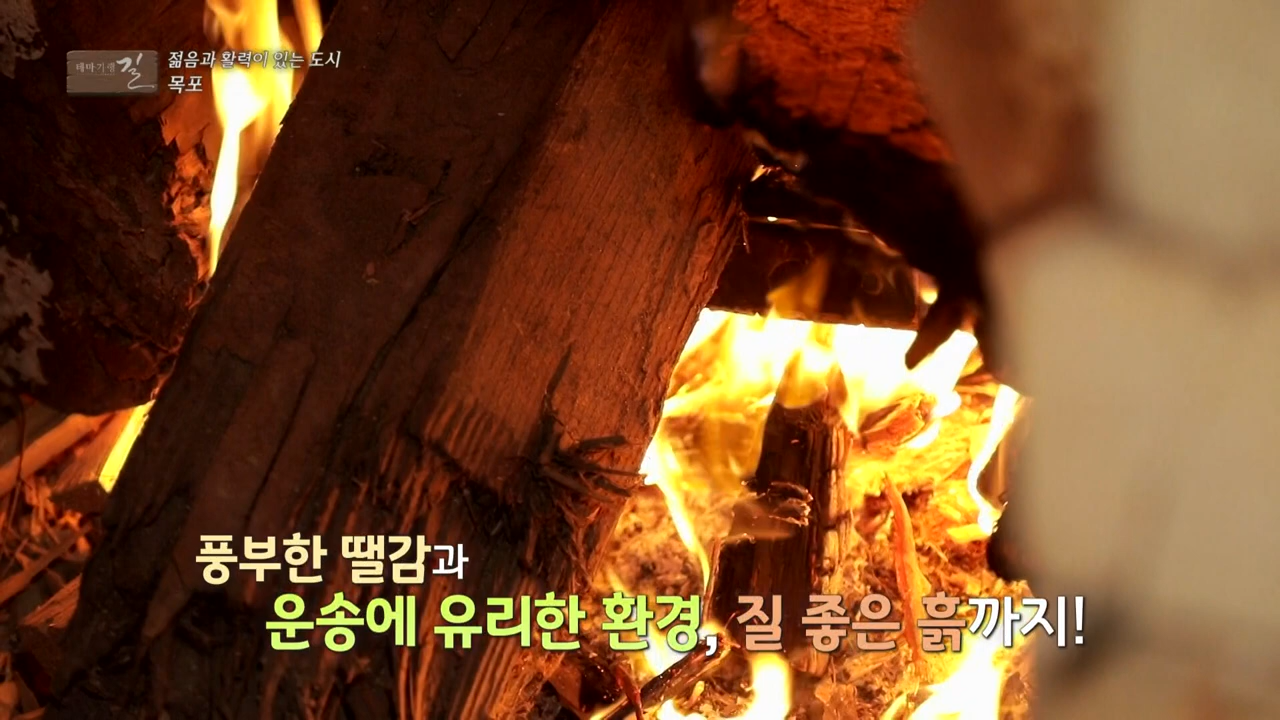 테마기행 길
젊음과 활력이 있는 도시
목포
풍부한 땔감과
운송에 유리한 환경, 질 좋은 흙까지!